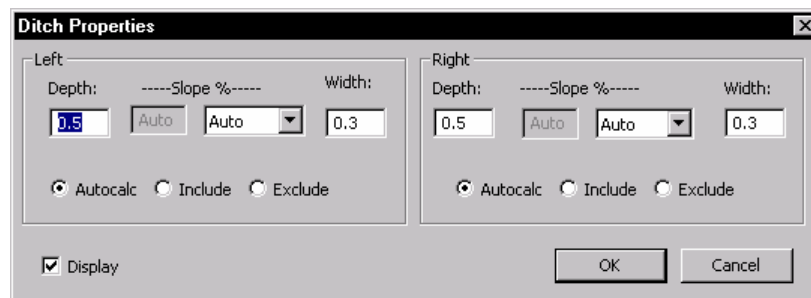 Ditch Properties
Left
Depth: -----Slope %----- Width:
0.5 Auto Auto 0.3
Autocalc Include Exclude
Right
Depth: -----Slope %----- Width:
0.5 Auto Auto 0.3
Autocalc Include Exclude
Display OK Cancel